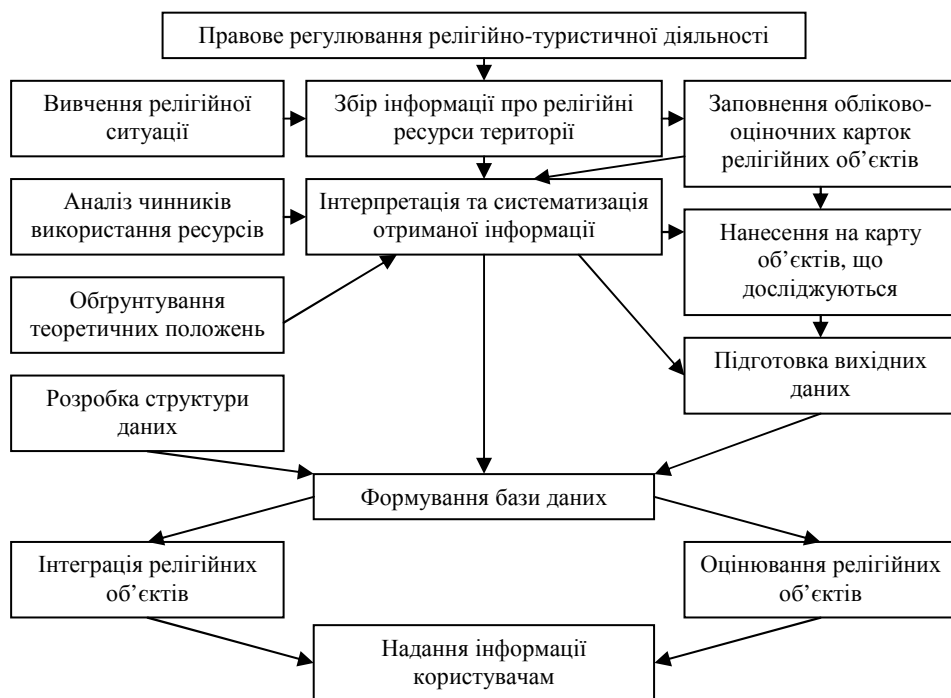 Правове регулювання релігійно-туристичної діяльності
Вивчення релігійної
ситуації
Збір інформації про релігійні
ресурси території
Заповнення обліково-
оціночних карток
релігійних об’єктів
Аналіз чинників
використання ресурсів
Інтерпретація та систематизація
отриманої інформації
Нанесення на карту
об’єктів, що
досліджуються
Обґрунтування
теоретичних положень
Підготовка вихідних
даних
Розробка структури
даних
Формування бази даних
Інтеграція релігійних
об’єктів
Оцінювання релігійних
об’єктів
Надання інформації
користувачам